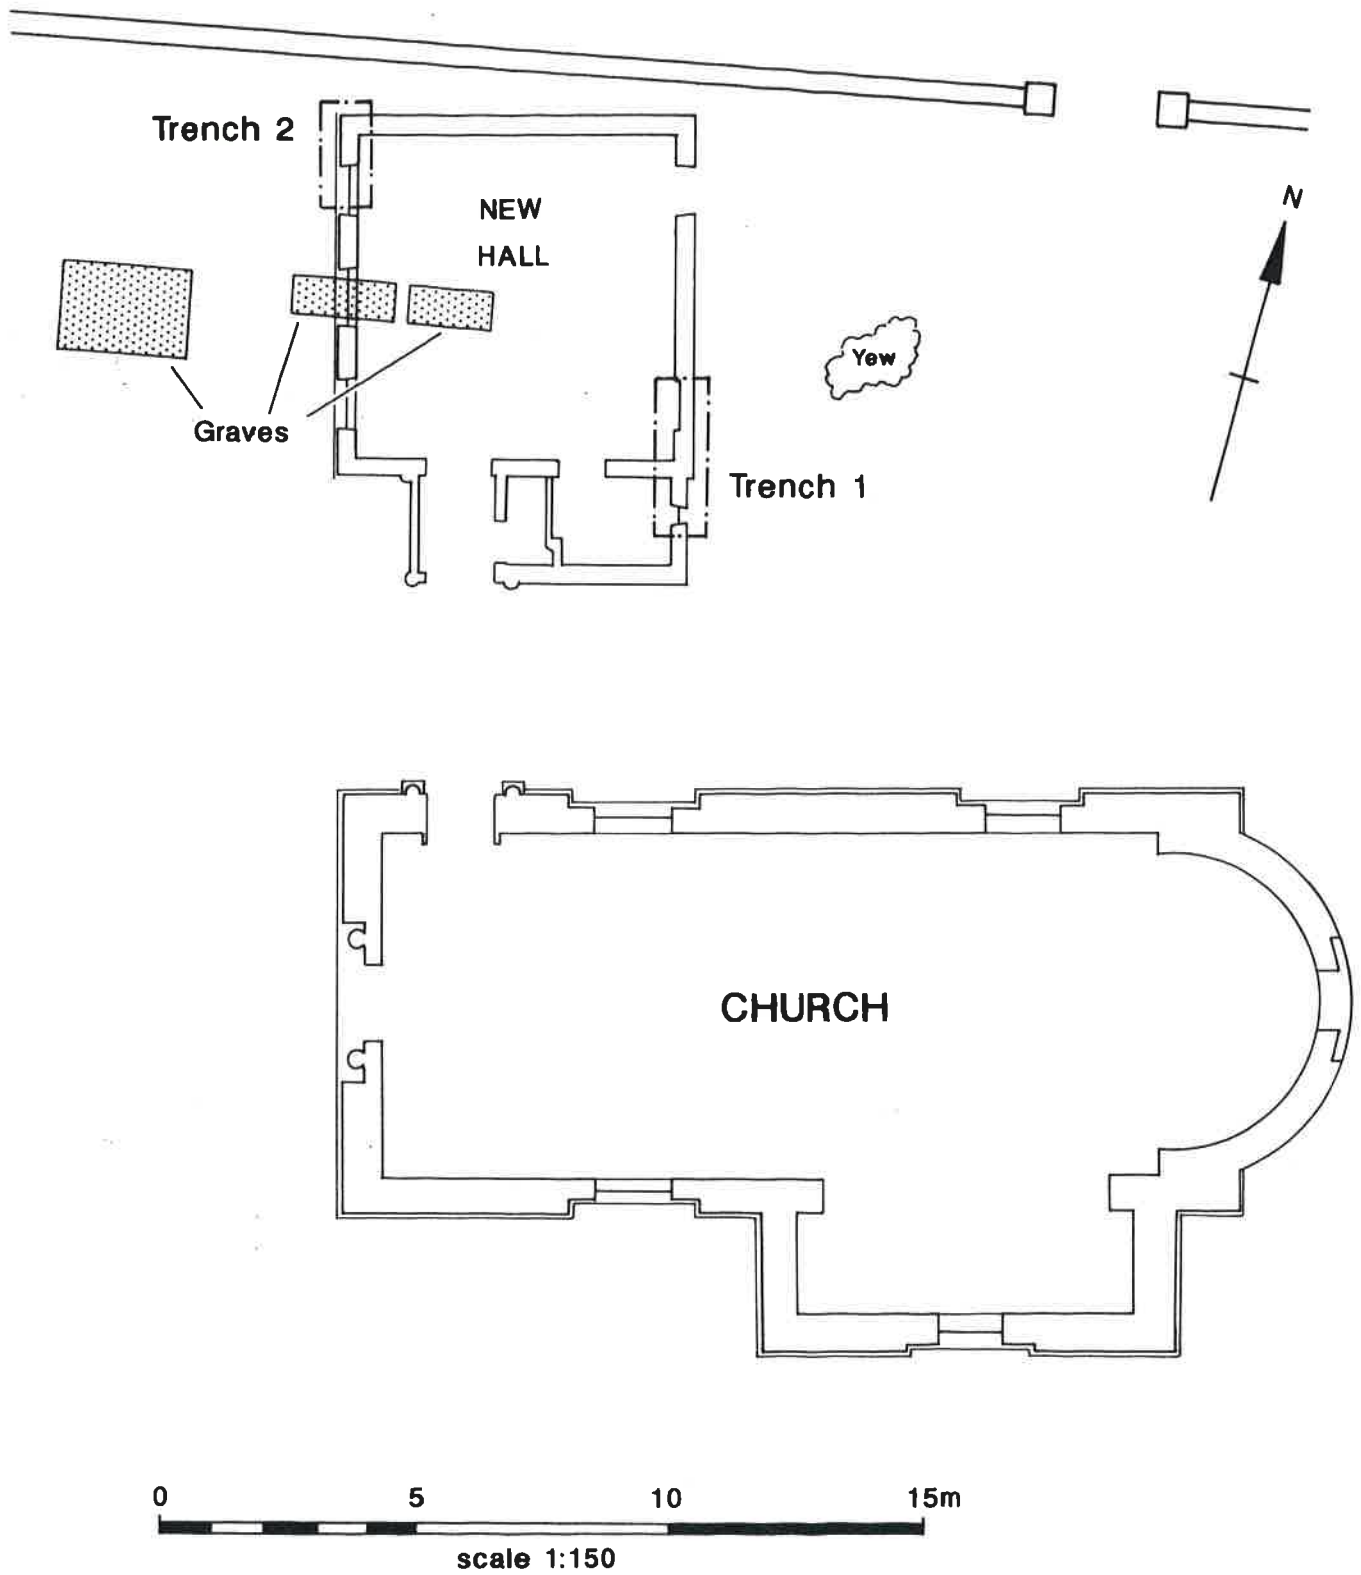 Trench 2
N
NEW
HALL
Yew
Graves
Trench 1
CHURCH
0 5 10 15m
scale 1:150